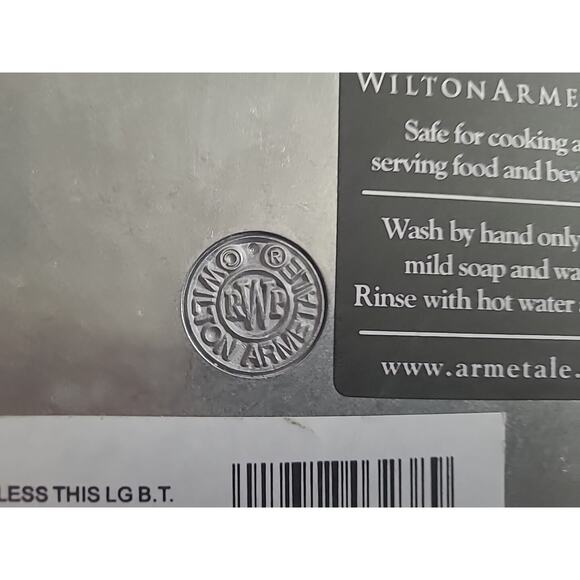 WILTONARME
Safe for cooking a
serving food and bev
Wash by hand only
mild soap and wa
Rinse with hot water
www.armetale.
© WILTON ARMETALE ®
RWP
LESS THIS LG B.T.